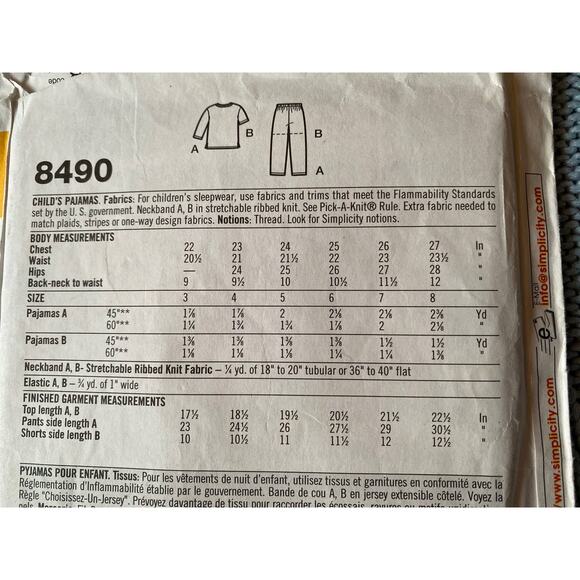 A B
B
A
8490
CHILD'S PAJAMAS. Fabrics: For children's sleepwear, use fabrics and trims that meet the Flammability Standards
set by the U. S. government. Neckband A, B in stretchable ribbed knit. See Pick-A-Knit® Rule. Extra fabric needed to
match plaids, stripes or one-way design fabrics. Notions: Thread. Look for Simplicity notions.
BODY MEASUREMENTS
Chest 22 23 24 25 26 27 In
Waist 20½ 21 21½ 22 23 23½ "
Hips — 24 25 26 27 28 "
Back-neck to waist 9 9½ 10 10½ 11½ 12 "
SIZE 3 4 5 6 7 8
Pajamas A 45"** 1⅞ 1⅞ 2 2⅛ 2⅜ 2⅜ Yd
60"** 1¼ 1¾ 1¾ 1⅞ 2 2⅛ "
Pajamas B 45"** 1⅜ 1⅜ 1⅜ 1⅜ 1½ 1½ Yd
60"** 1⅛ 1⅛ 1⅛ 1¼ 1¼ 1⅜ "
Neckband A, B- Stretchable Ribbed Knit Fabric – ¼ yd. of 18" to 20" tubular or 36" to 40" flat
Elastic A, B – ¾ yd. of 1" wide
FINISHED GARMENT MEASUREMENTS
Top length A, B 17½ 18½ 19½ 20½ 21½ 22½ In
Pants side length A 23 24½ 26 27½ 29 30½ "
Shorts side length B 10 10½ 11 11½ 12 12½ "
PYJAMAS POUR ENFANT. Tissus: Pour les vêtements de nuit d'enfant, utilisez tissus et garnitures en conformité avec la
Réglementation d'Inflammabilité établie par le gouvernement. Bande de cou A, B en jersey extensible côtelé. Voyez la
Règle "Choisissez-Un-Jersey". Prévoyez davantage de tissu pour raccorder les écossais, rayures ou motifs
E-Mail
info@simplicity.com
e
www.simplicity.com